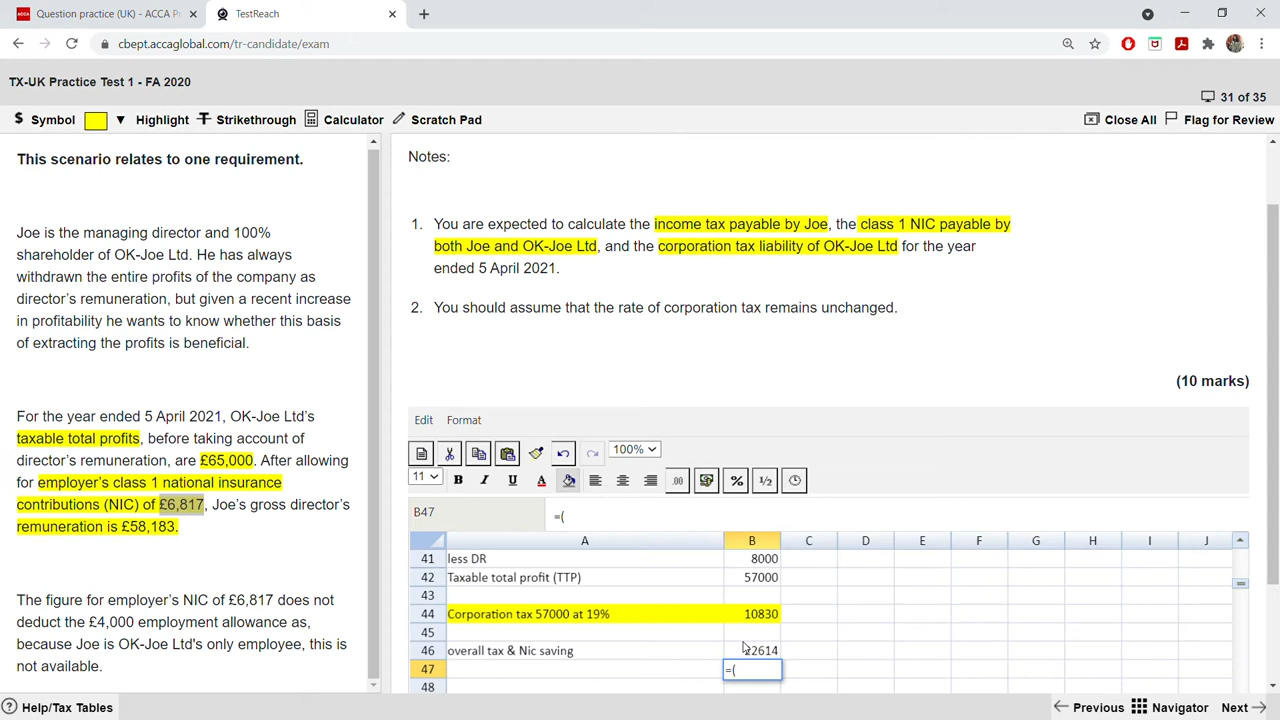 Question practice (UK) - ACCA Pr
TestReach
cbept.accaglobal.com/tr-candidate/exam
TX-UK Practice Test 1 - FA 2020
31 of 35
$ Symbol Highlight Strikethrough Calculator Scratch Pad Close All Flag for Review
This scenario relates to one requirement.
Joe is the managing director and 100%
shareholder of OK-Joe Ltd. He has always
withdrawn the entire profits of the company as
director's remuneration, but given a recent increase
in profitability he wants to know whether this basis
of extracting the profits is beneficial.
For the year ended 5 April 2021, OK-Joe Ltd's
taxable total profits, before taking account of
director's remuneration, are £65,000. After allowing
for employer's class 1 national insurance
contributions (NIC) of £6,817, Joe's gross director's
remuneration is £58,183.
The figure for employer's NIC of £6,817 does not
deduct the £4,000 employment allowance as,
because Joe is OK-Joe Ltd's only employee, this is
not available.
Notes:
1. You are expected to calculate the income tax payable by Joe, the class 1 NIC payable by
both Joe and OK-Joe Ltd, and the corporation tax liability of OK-Joe Ltd for the year
ended 5 April 2021.
2. You should assume that the rate of corporation tax remains unchanged.
(10 marks)
Edit Format
100%
11 B I U A .00 % 1/2
B47 =(
A B C D E F G H I J
41 less DR 8000
42 Taxable total profit (TTP) 57000
43
44 Corporation tax 57000 at 19% 10830
45
46 overall tax & Nic saving 22614
47 =(
48
Help/Tax Tables Previous Navigator Next